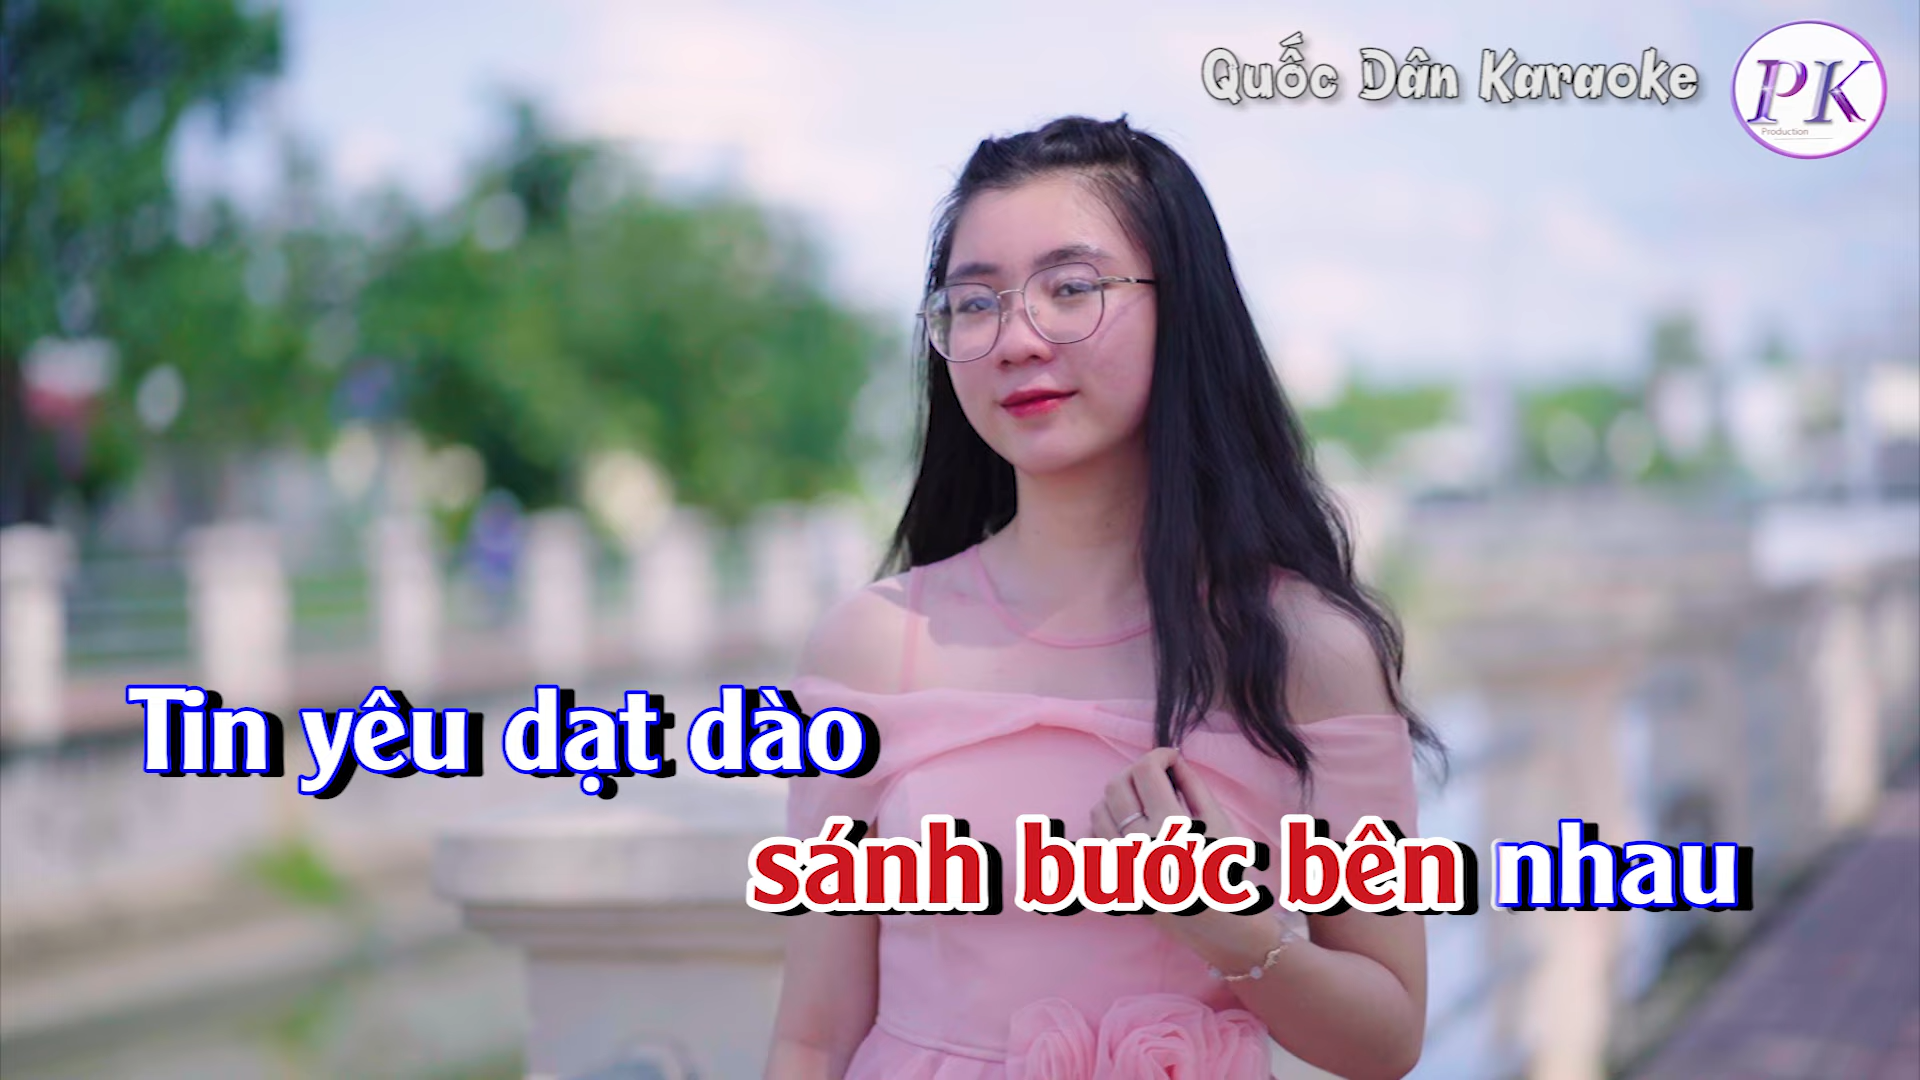 Quốc Dân Karaoke
PK
Production
Tin yêu dạt dào
sánh bước bên nhau